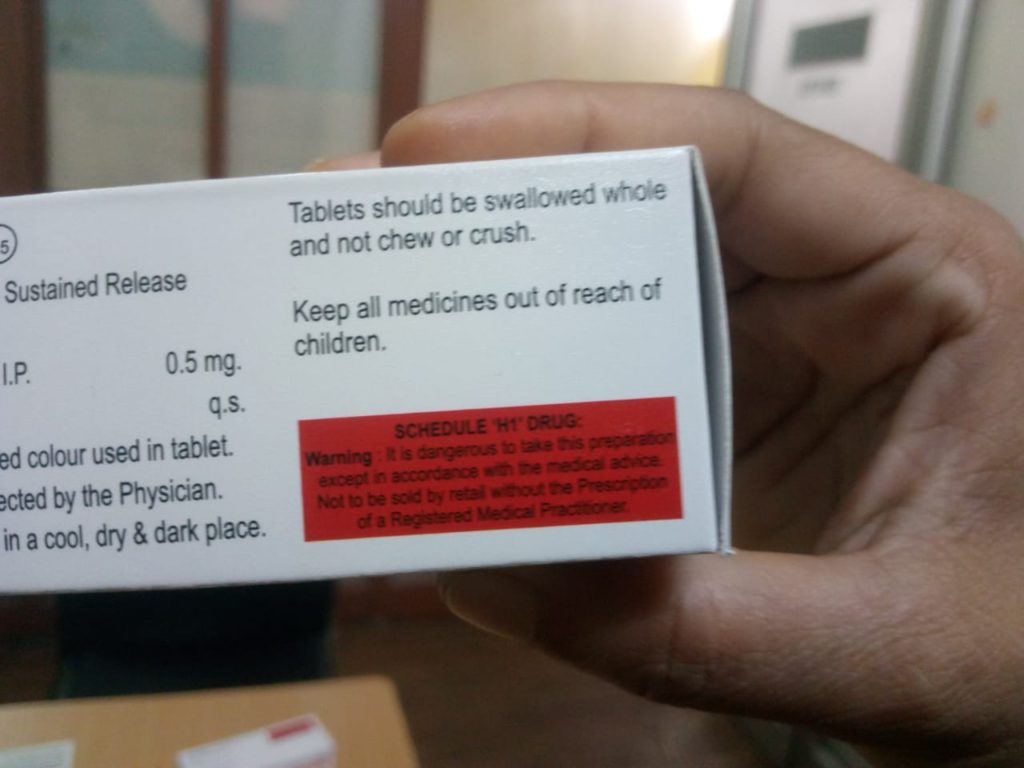 5
Sustained Release
I.P. 0.5 mg.
q.s.
ed colour used in tablet.
ected by the Physician.
in a cool, dry & dark place.
Tablets should be swallowed whole
and not chew or crush.
Keep all medicines out of reach of
children.
SCHEDULE 'H1' DRUG:
Warning : It is dangerous to take this preparation
except in accordance with the medical advice.
Not to be sold by retail without the Prescription
of a Registered Medical Practitioner.